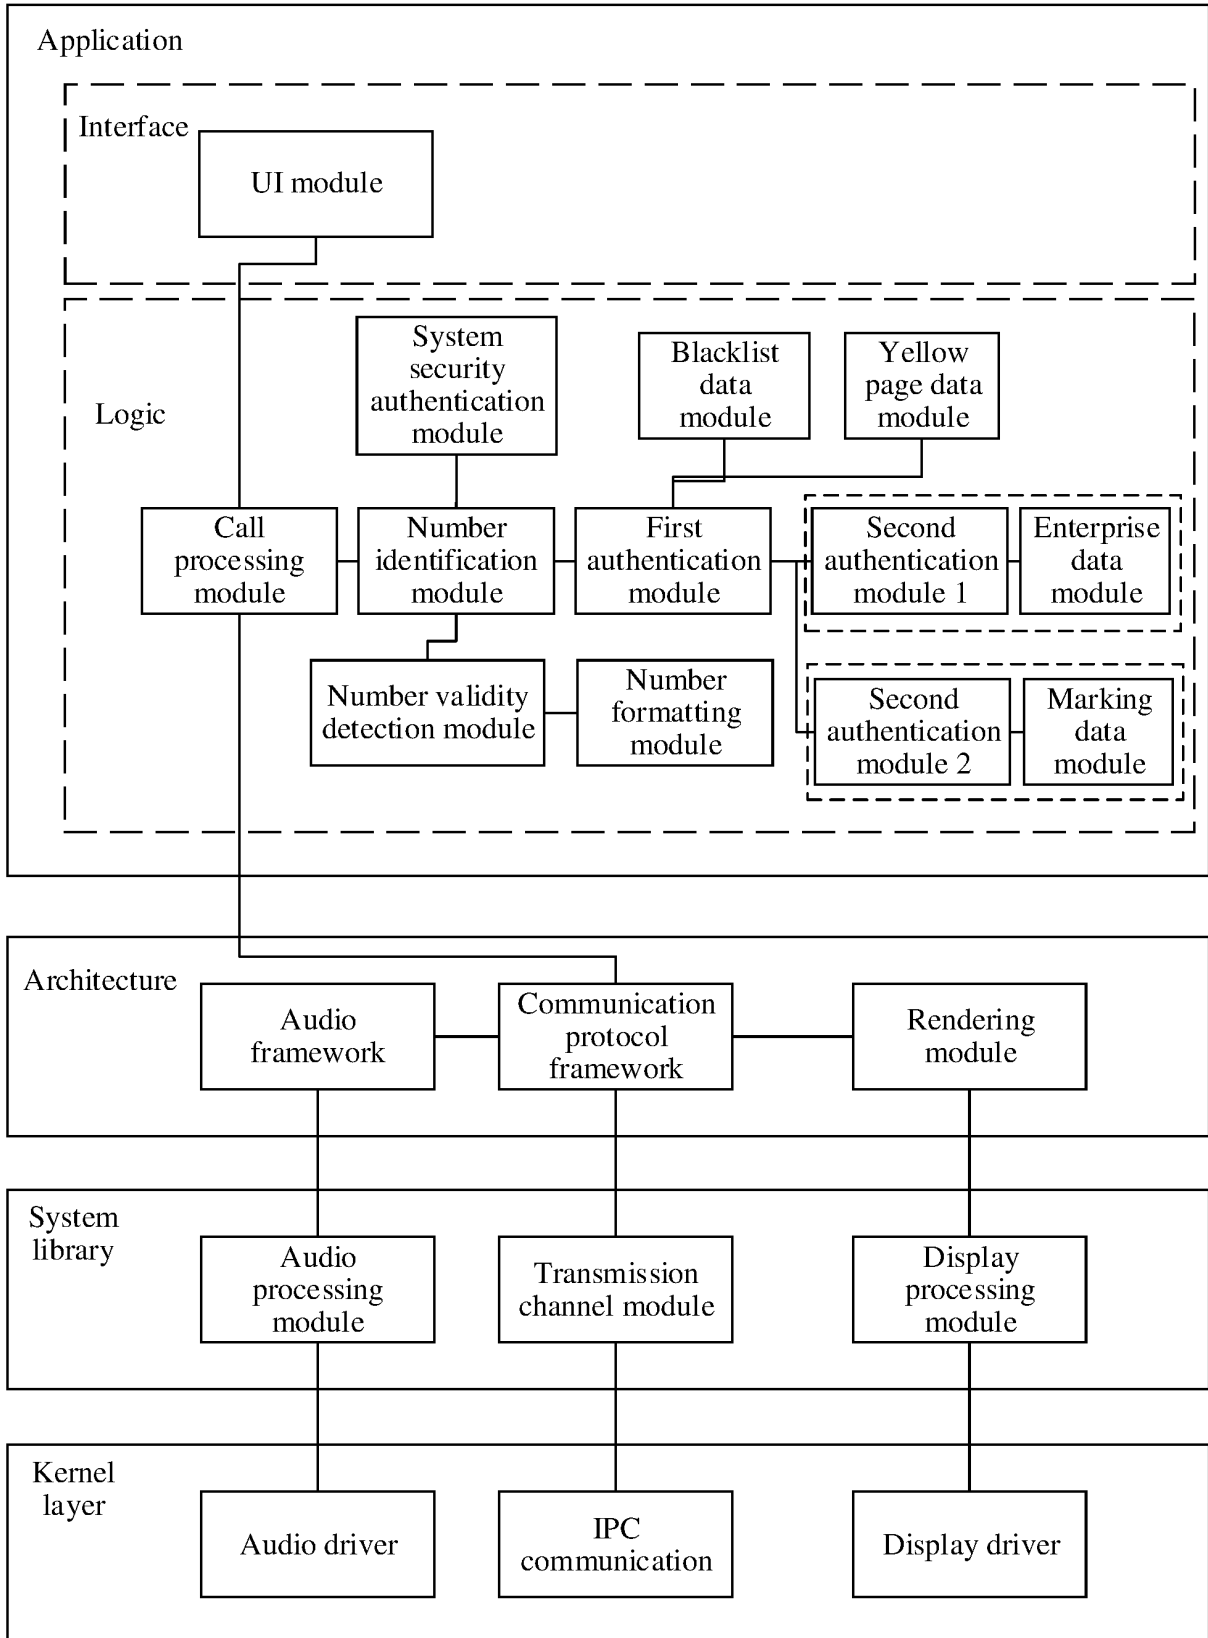 Application
Interface
UI module
System
security
authentication
module
Blacklist
data
module
Yellow
page data
module
Logic
Call
processing
module
Number
identification
module
First
authentication
module
Second
authentication
module 1
Enterprise
data
module
Number validity
detection module
Number
formatting
module
Second
authentication
module 2
Marking
data
module
Architecture
Audio
framework
Communication
protocol
framework
Rendering
module
System
library
Audio
processing
module
Transmission
channel module
Display
processing
module
Kernel
layer
Audio driver
IPC
communication
Display driver